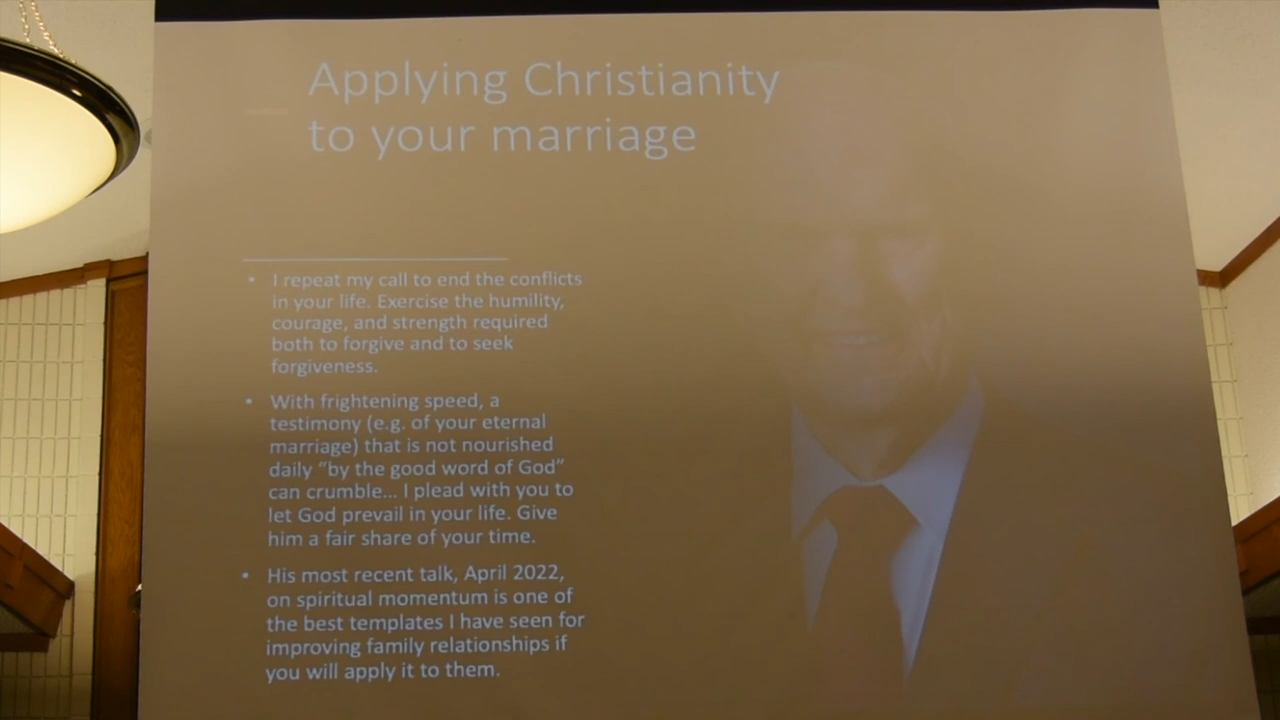 Applying Christianity
to your marriage
• I repeat my call to end the conflicts
in your life. Exercise the humility,
courage, and strength required
both to forgive and to seek
forgiveness.
• With frightening speed, a
testimony (e.g. of your eternal
marriage) that is not nourished
daily “by the good word of God”
can crumble... I plead with you to
let God prevail in your life. Give
him a fair share of your time.
• His most recent talk, April 2022,
on spiritual momentum is one of
the best templates I have seen for
improving family relationships if
you will apply it to them.